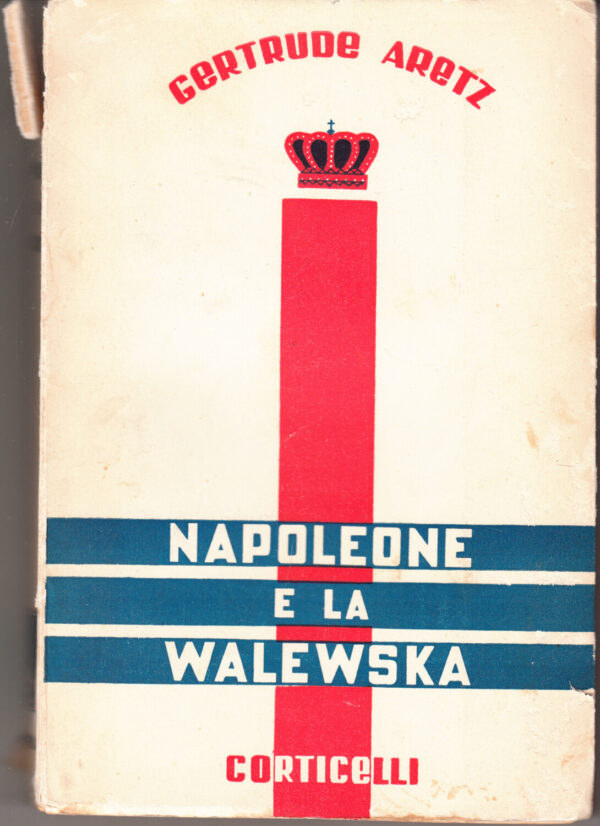 GERTRUDE ARETZ
NAPOLEONE
E LA
WALEWSKA
CORTICELLI